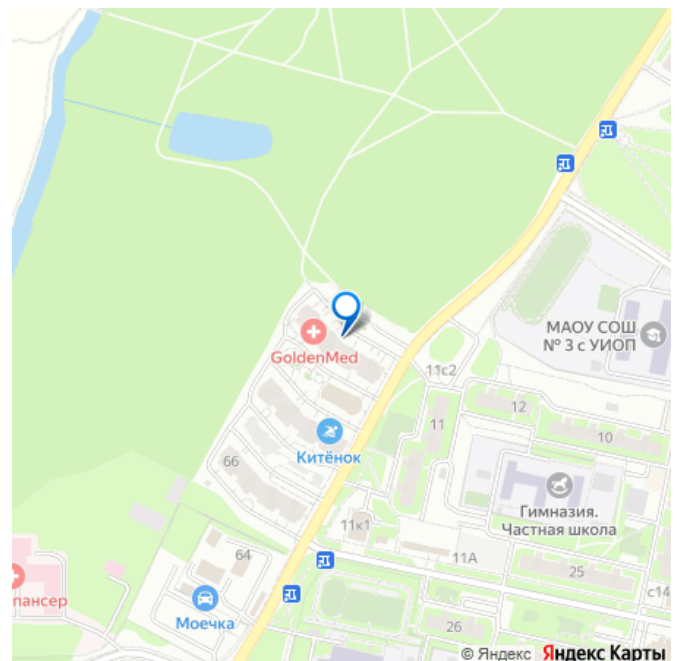 МАОУ СОШ
№ 3 с УИОП
GoldenMed
11с2
12
11
10
Китёнок
66
Гимназия.
Частная школа
11к1
64
11А
25
пансер
Моечка
с14
26
© Яндекс Яндекс Карты